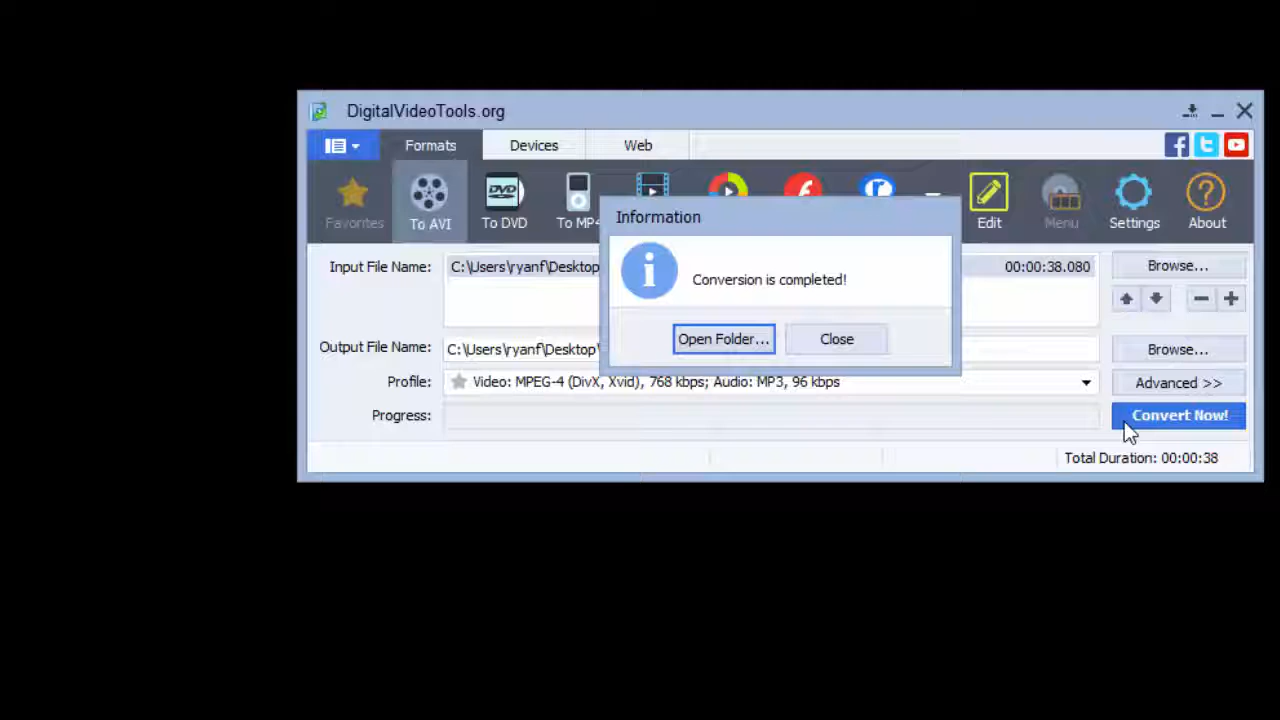 DigitalVideoTools.org
Formats Devices Web
Favorites To AVI DVD To DVD To MP4 Edit Menu Settings About
Information
Conversion is completed!
Open Folder... Close
Input File Name: C:\Users\ryanf\Desktop 00:00:38.080 Browse...
Output File Name: C:\Users\ryanf\Desktop\ Browse...
Profile: Video: MPEG-4 (DivX, Xvid), 768 kbps; Audio: MP3, 96 kbps Advanced >>
Progress: Convert Now!
Total Duration: 00:00:38